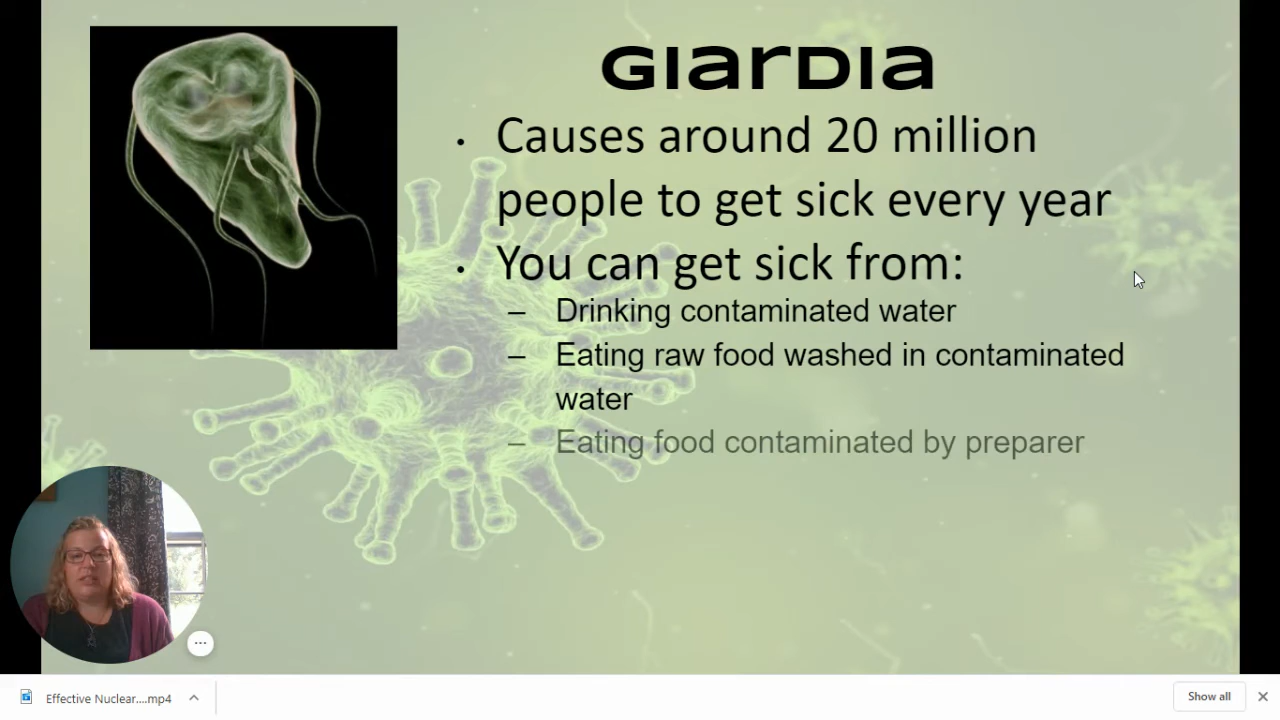 GIarDIa
• Causes around 20 million
people to get sick every year
• You can get sick from:
– Drinking contaminated water
– Eating raw food washed in contaminated
water
– Eating food contaminated by preparer
Effective Nuclear....mp4
Show all